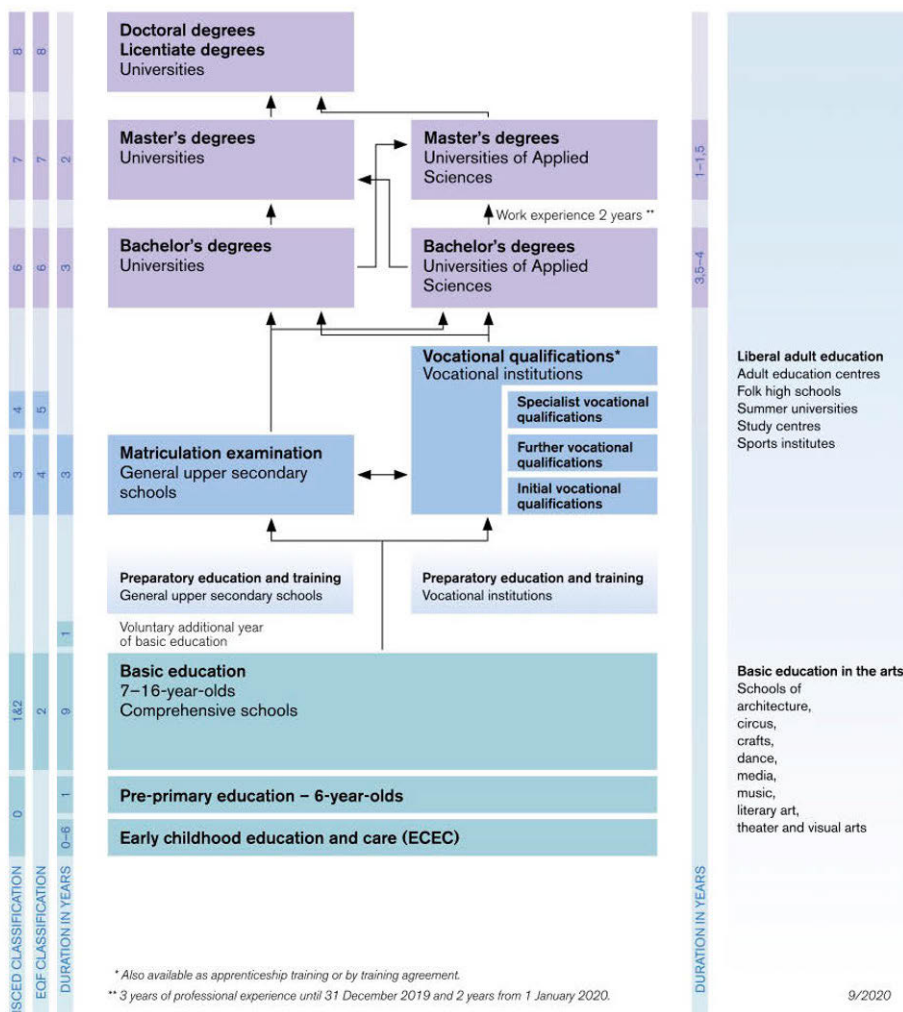 Doctoral degrees
Licentiate degrees
Universities
8
8
Master's degrees
Universities
Master's degrees
Universities of Applied
Sciences
7
7
2
1–1,5
Work experience 2 years **
Bachelor's degrees
Universities
Bachelor's degrees
Universities of Applied
Sciences
6
6
3
3,5–4
Vocational qualifications*
Vocational institutions
Specialist vocational
qualifications
Further vocational
qualifications
Initial vocational
qualifications
4
5
Matriculation examination
General upper secondary
schools
3
4
3
Liberal adult education
Adult education centres
Folk high schools
Summer universities
Study centres
Sports institutes
Preparatory education and training
General upper secondary schools
Preparatory education and training
Vocational institutions
Voluntary additional year
of basic education
1
Basic education
7–16-year-olds
Comprehensive schools
1&2
2
9
Basic education in the arts
Schools of
architecture,
circus,
crafts,
dance,
media,
music,
literary art,
theater and visual arts
Pre-primary education – 6-year-olds
0
1
Early childhood education and care (ECEC)
0–6
ISCED CLASSIFICATION
EQF CLASSIFICATION
DURATION IN YEARS
DURATION IN YEARS
* Also available as apprenticeship training or by training agreement.
** 3 years of professional experience until 31 December 2019 and 2 years from 1 January 2020.
9/2020